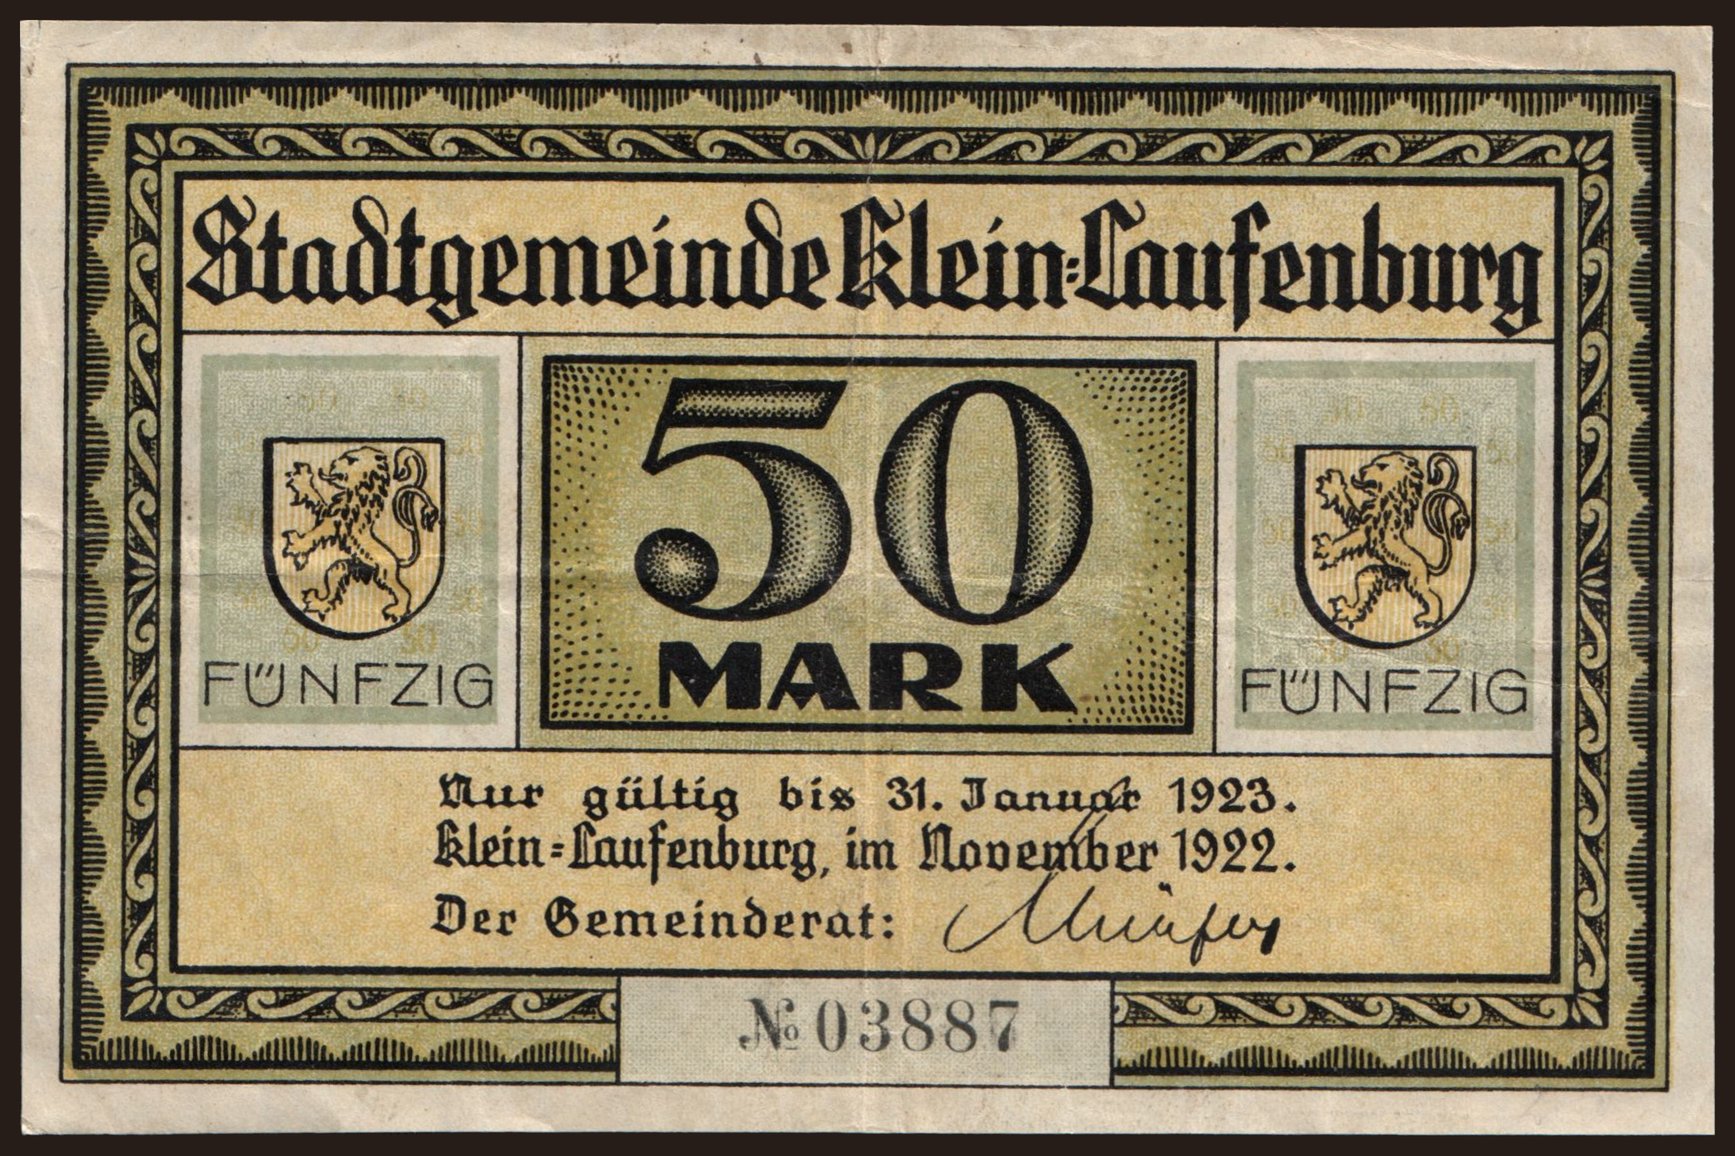 Stadtgemeinde Klein=Laufenburg
50
MARK
FÜNFZIG
FÜNFZIG
Nur gültig bis 31. Januar 1923.
Klein=Laufenburg, im November 1922.
Der Gemeinderat:
№ 03887